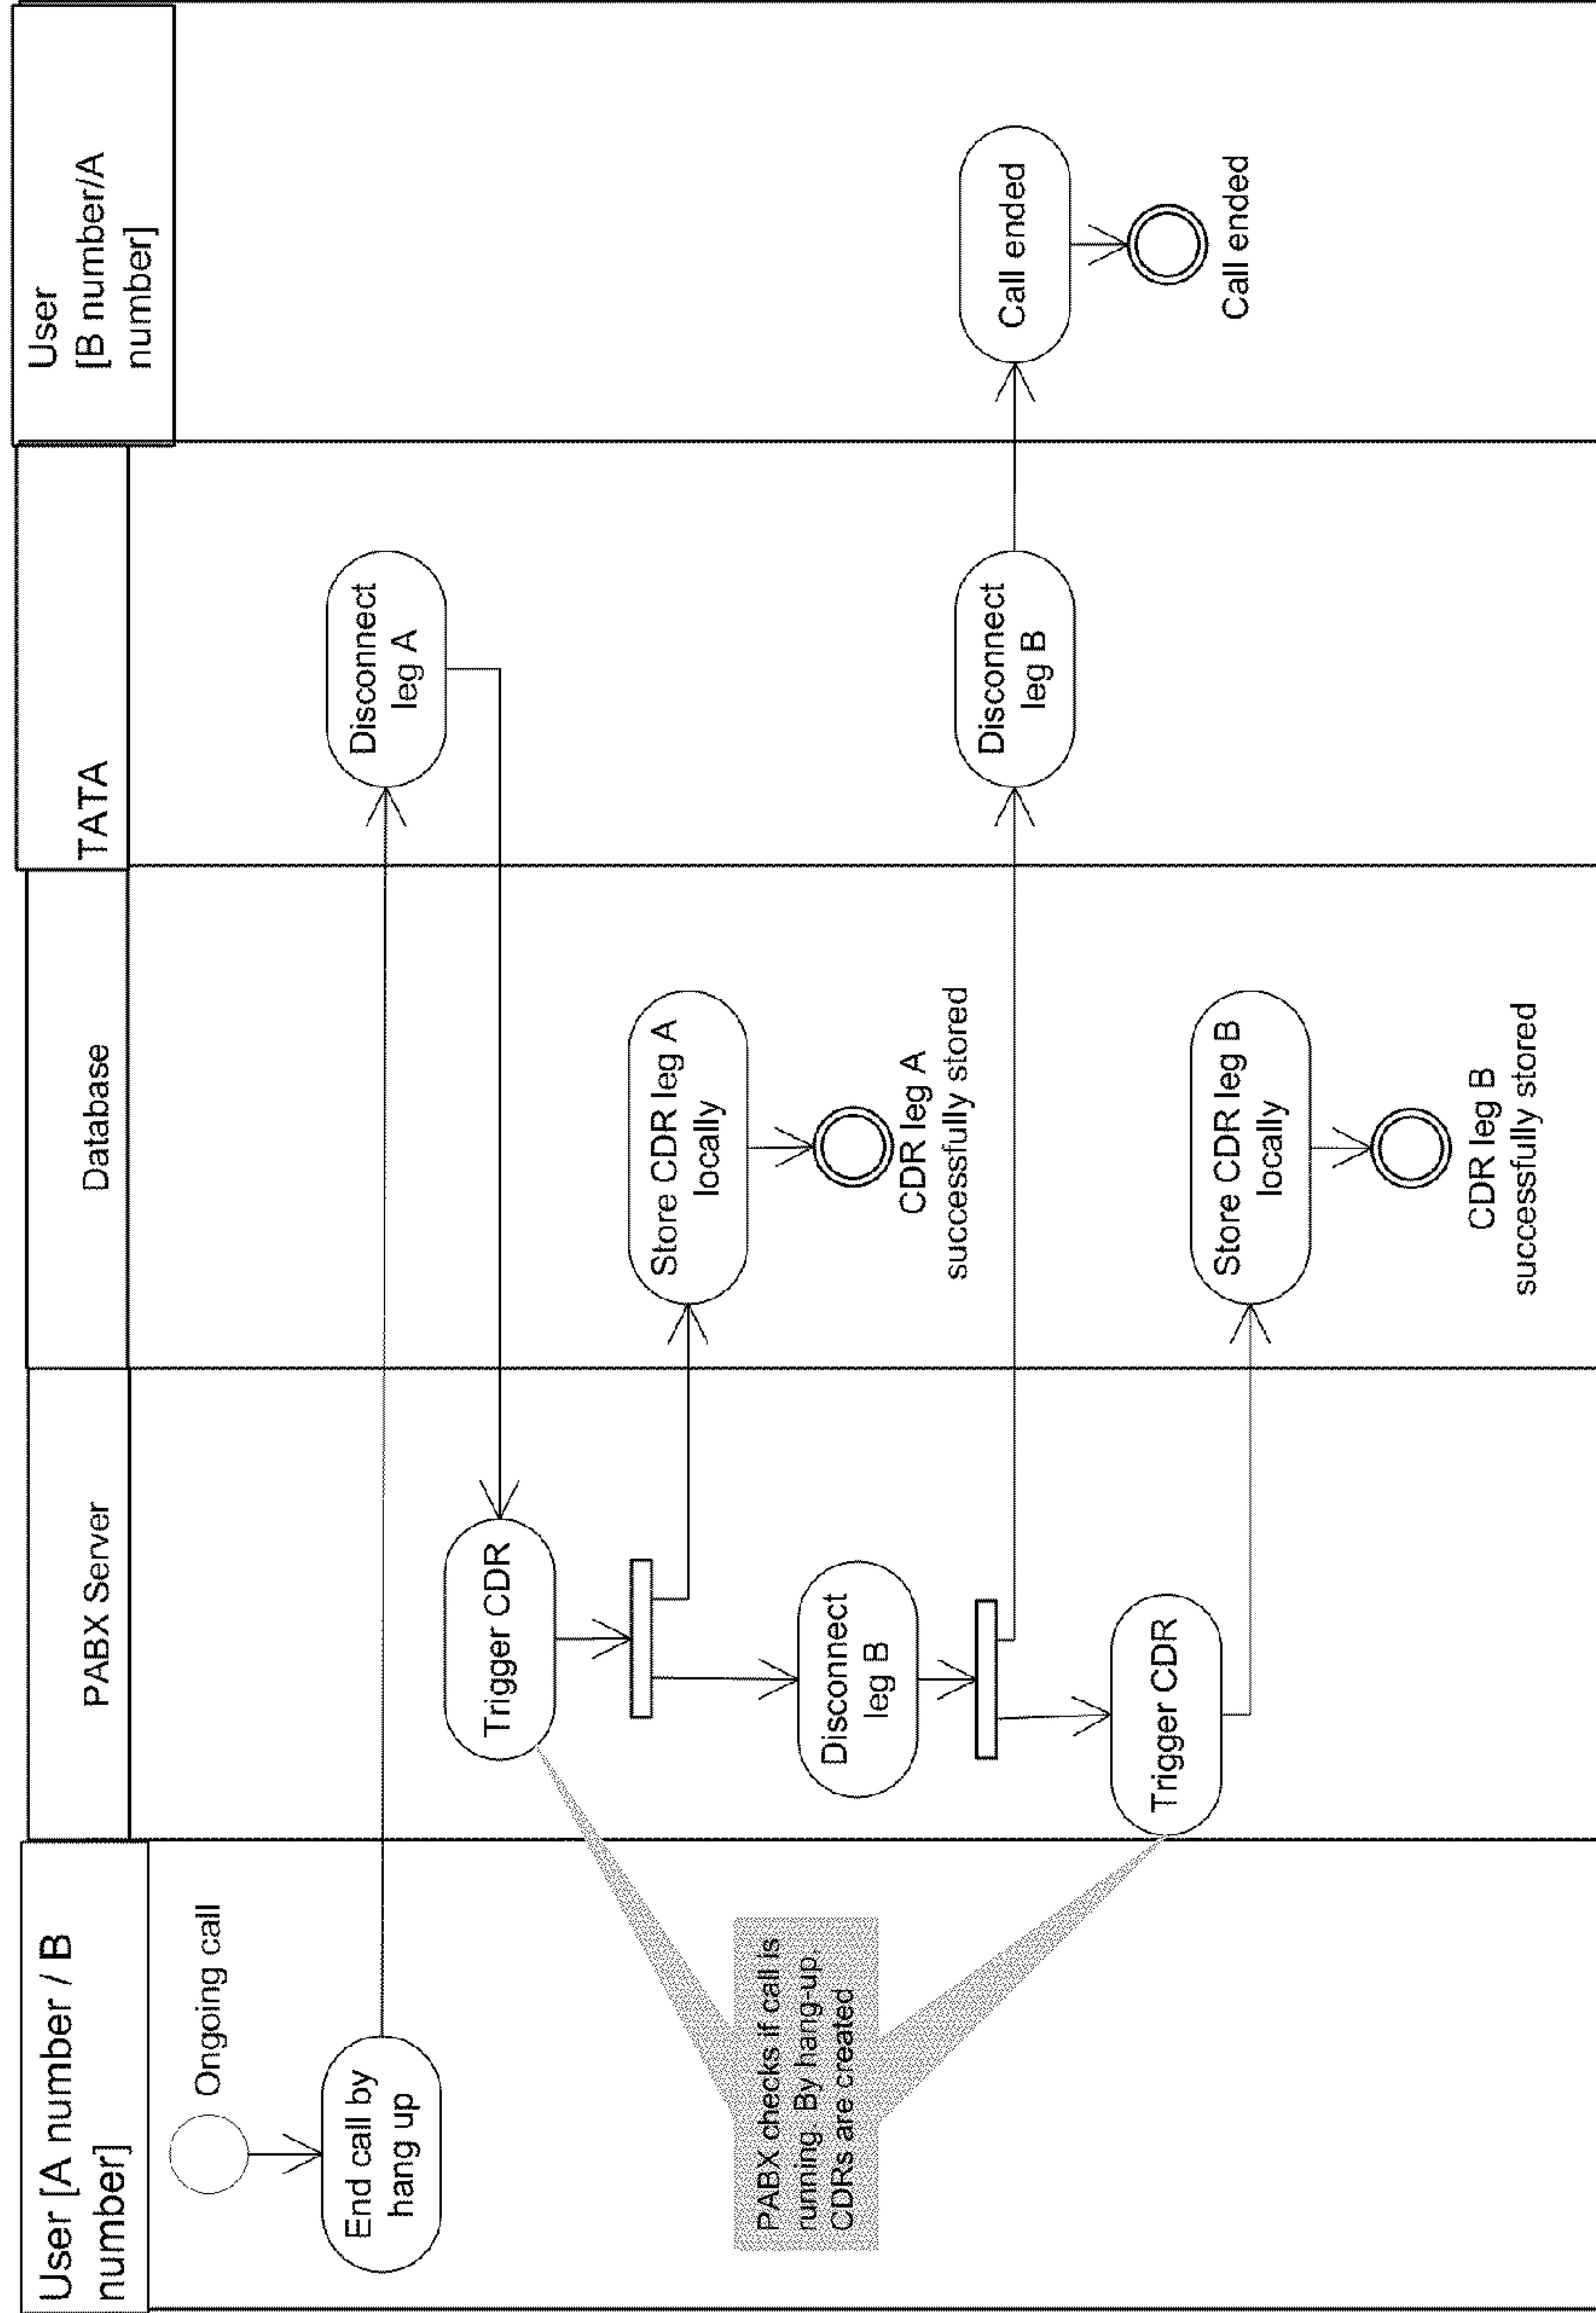 User [A number / B
number]
PABX Server
Database
TATA
User
[B number/A
number]
Ongoing call
End call by
hang up
Disconnect
leg A
Trigger CDR
Store CDR leg A
locally
CDR leg A
successfully stored
PABX checks if call is
running. By hang-up,
CDRs are created
Disconnect
leg B
Disconnect
leg B
Call ended
Call ended
Trigger CDR
Store CDR leg B
locally
CDR leg B
successfully stored